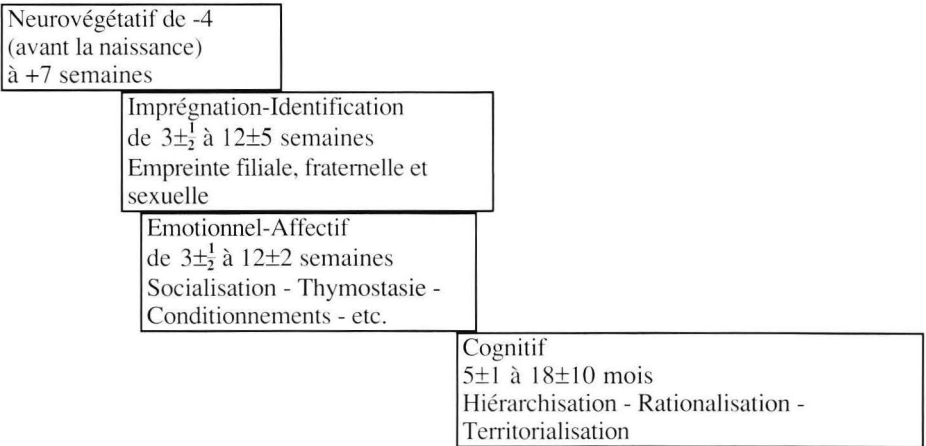 Neurovégétatif de -4
(avant la naissance)
à +7 semaines
Imprégnation-Identification
de 3±½ à 12±5 semaines
Empreinte filiale, fraternelle et
sexuelle
Emotionnel-Affectif
de 3±½ à 12±2 semaines
Socialisation - Thymostasie -
Conditionnements - etc.
Cognitif
5±1 à 18±10 mois
Hiérarchisation - Rationalisation -
Territorialisation